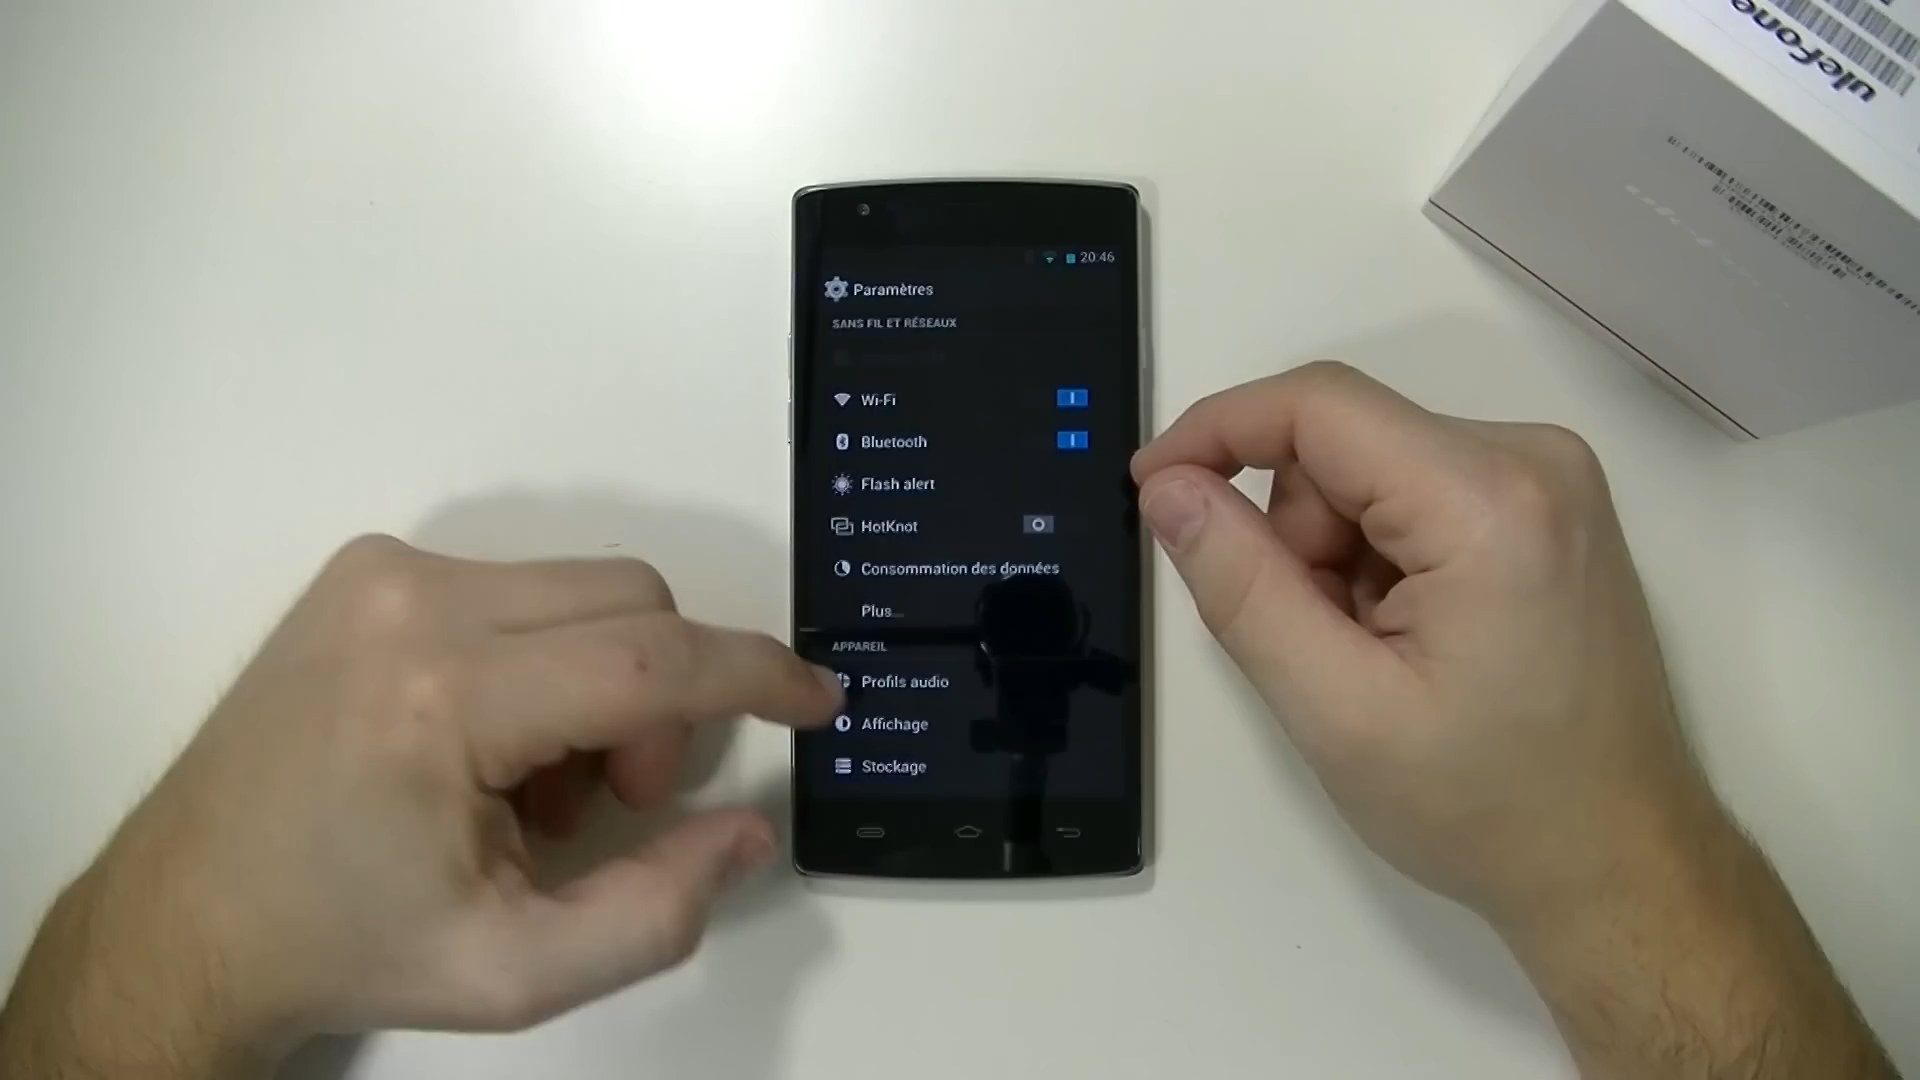 uleFone
20:46
Paramètres
SANS FIL ET RÉSEAUX
Wi-Fi
Bluetooth
Flash alert
HotKnot
Consommation des données
Plus...
APPAREIL
Profils audio
Affichage
Stockage